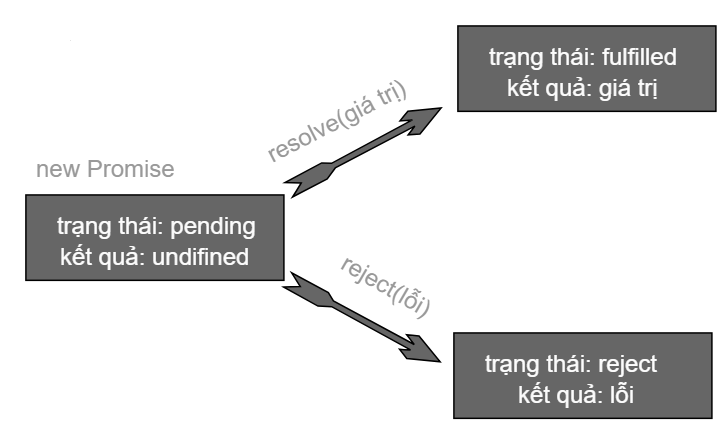 new Promise
trạng thái: pending
kết quả: undifined
resolve(giá trị)
trạng thái: fulfilled
kết quả: giá trị
reject(lỗi)
trạng thái: reject
kết quả: lỗi